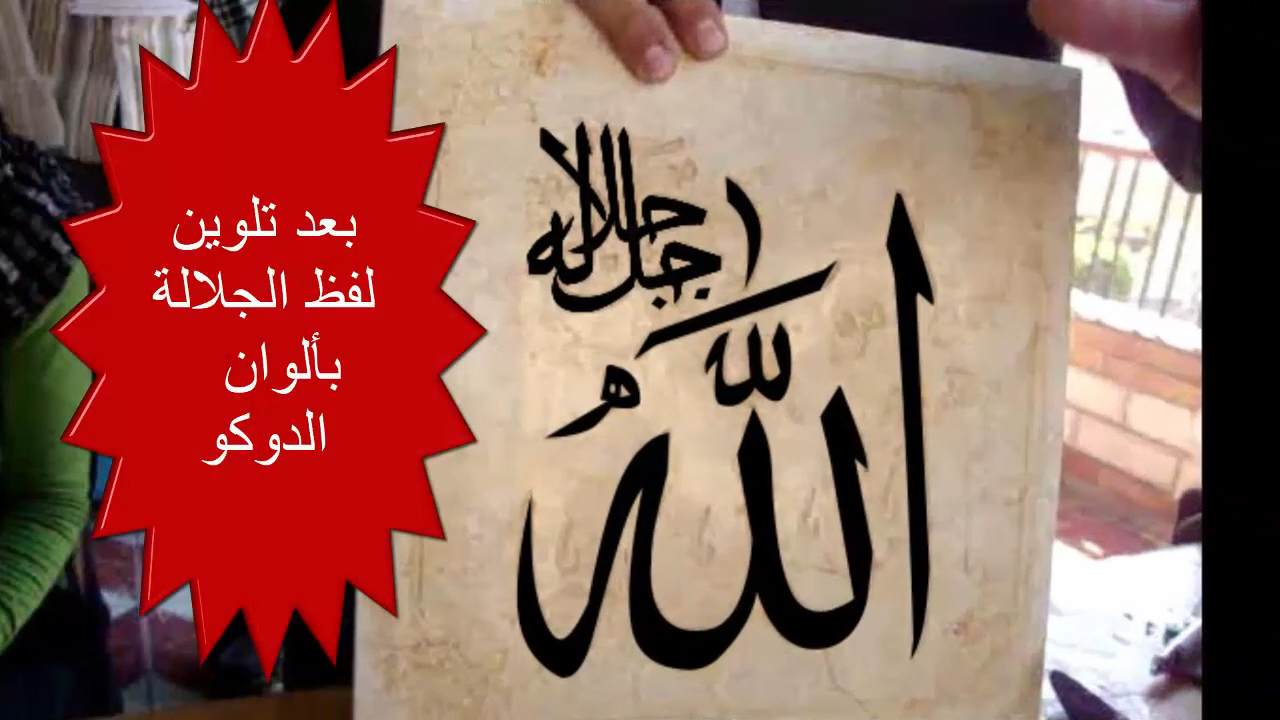 بعد تلوين
لفظ الجلالة
بألوان
الدوكو
جل جلاله
الله